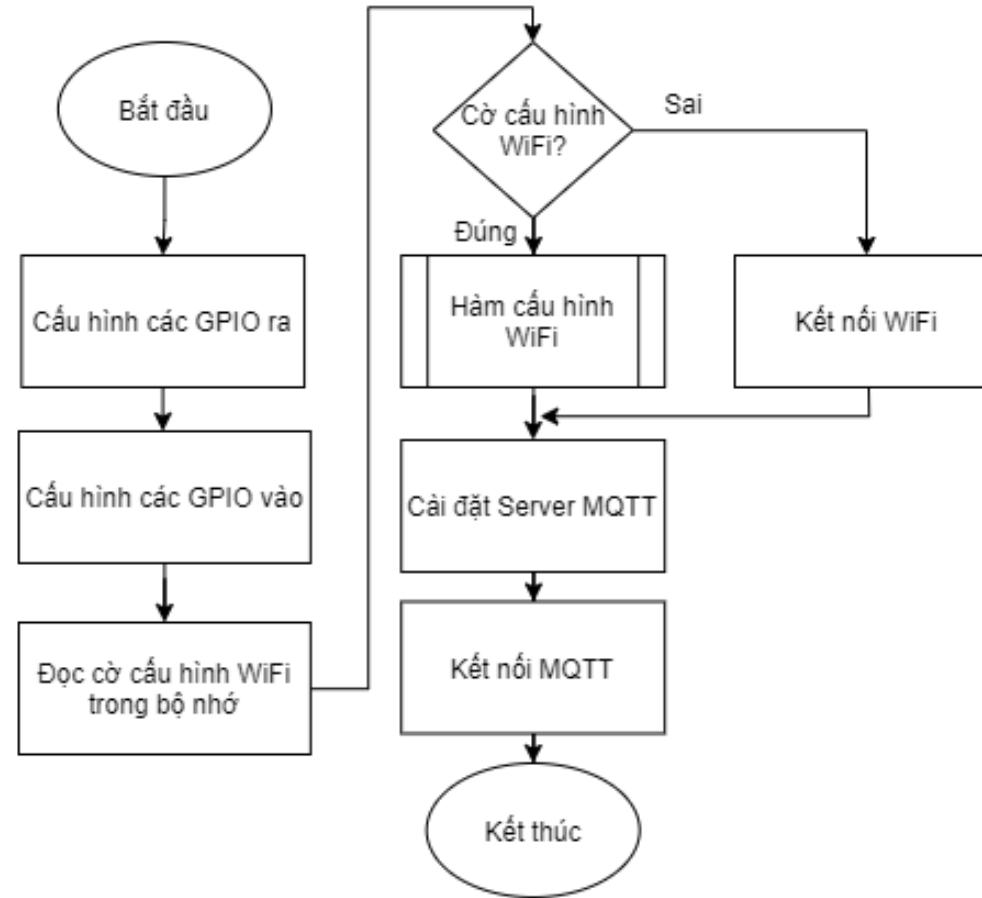 Bắt đầu
Cấu hình các GPIO ra
Cấu hình các GPIO vào
Đọc cờ cấu hình WiFi
trong bộ nhớ
Cờ cấu hình
WiFi?
Sai
Đúng
Hàm cấu hình
WiFi
Kết nối WiFi
Cài đặt Server MQTT
Kết nối MQTT
Kết thúc